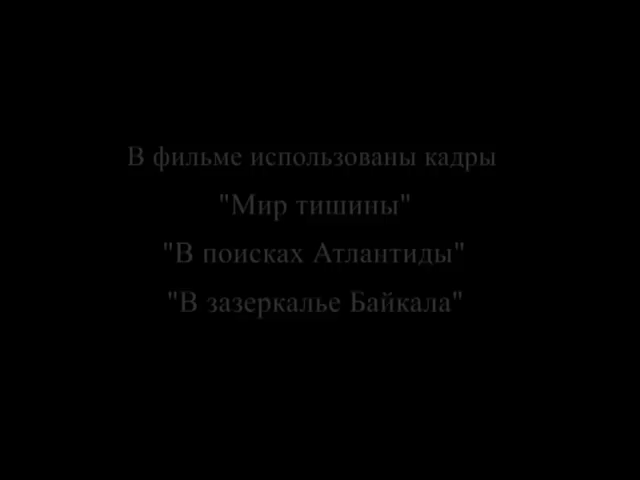 В фильме использованы кадры
"Мир тишины"
"В поисках Атлантиды"
"В зазеркалье Байкала"